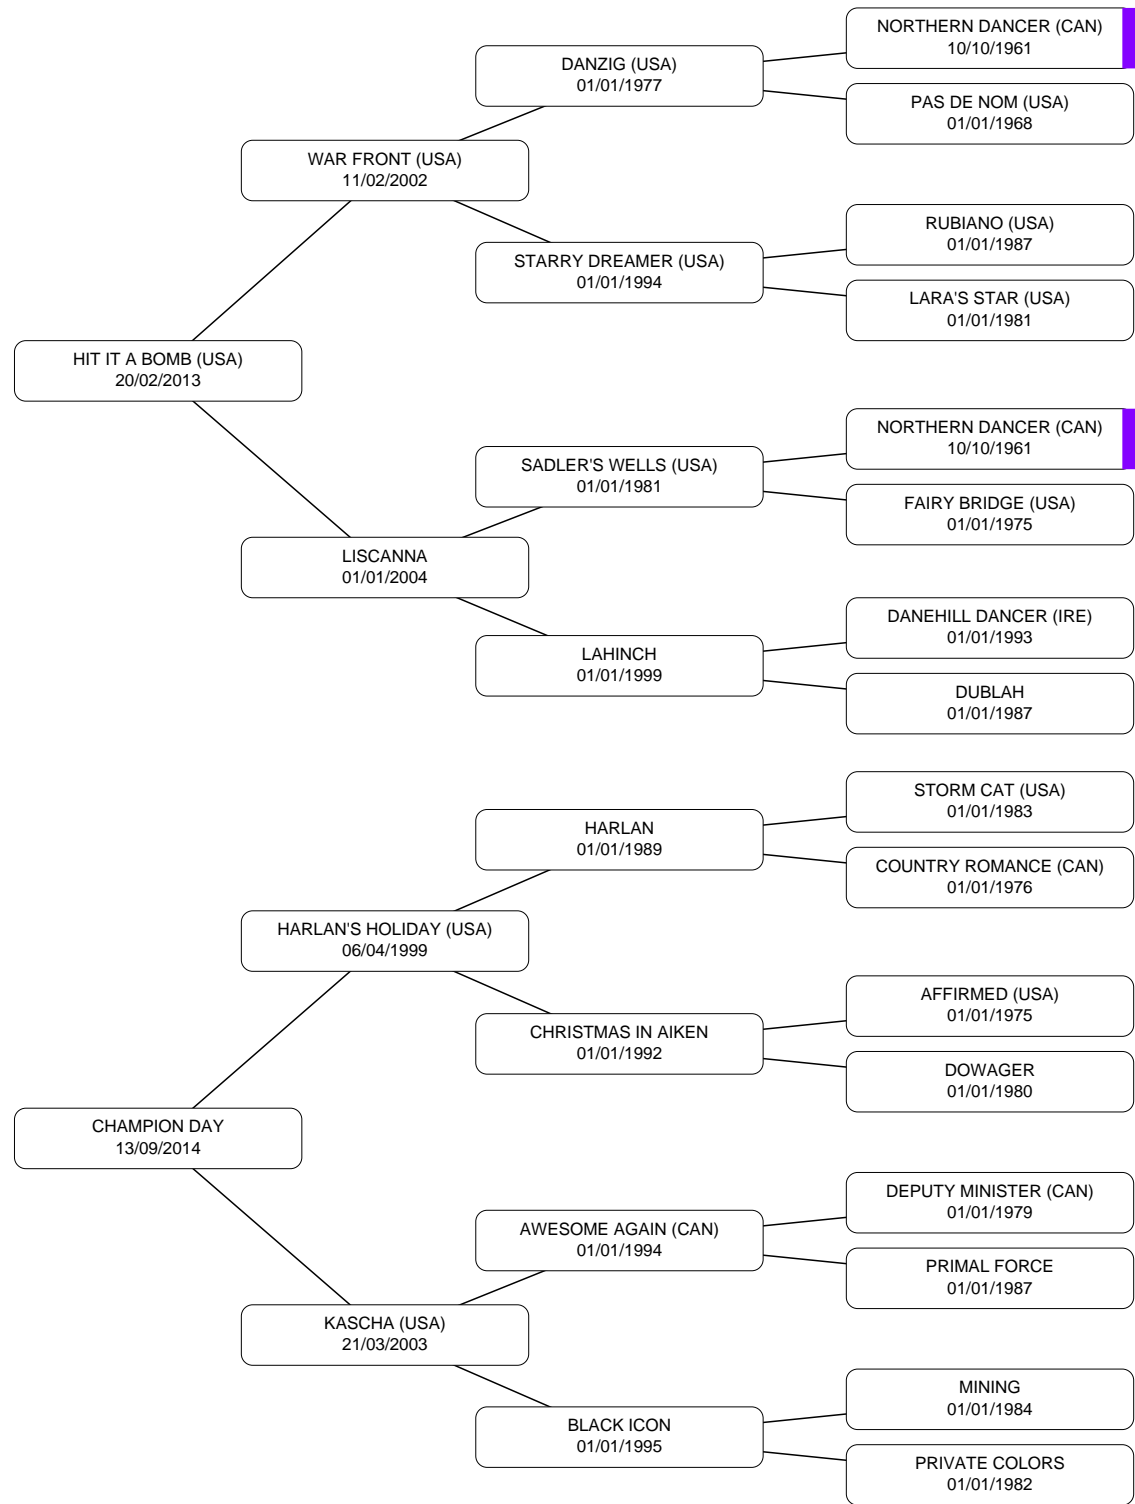 NORTHERN DANCER (CAN)
10/10/1961
DANZIG (USA)
01/01/1977
PAS DE NOM (USA)
01/01/1968
WAR FRONT (USA)
11/02/2002
RUBIANO (USA)
01/01/1987
STARRY DREAMER (USA)
01/01/1994
LARA'S STAR (USA)
01/01/1981
HIT IT A BOMB (USA)
20/02/2013
NORTHERN DANCER (CAN)
10/10/1961
SADLER'S WELLS (USA)
01/01/1981
FAIRY BRIDGE (USA)
01/01/1975
LISCANNA
01/01/2004
DANEHILL DANCER (IRE)
01/01/1993
LAHINCH
01/01/1999
DUBLAH
01/01/1987
STORM CAT (USA)
01/01/1983
HARLAN
01/01/1989
COUNTRY ROMANCE (CAN)
01/01/1976
HARLAN'S HOLIDAY (USA)
06/04/1999
AFFIRMED (USA)
01/01/1975
CHRISTMAS IN AIKEN
01/01/1992
DOWAGER
01/01/1980
CHAMPION DAY
13/09/2014
DEPUTY MINISTER (CAN)
01/01/1979
AWESOME AGAIN (CAN)
01/01/1994
PRIMAL FORCE
01/01/1987
KASCHA (USA)
21/03/2003
MINING
01/01/1984
BLACK ICON
01/01/1995
PRIVATE COLORS
01/01/1982